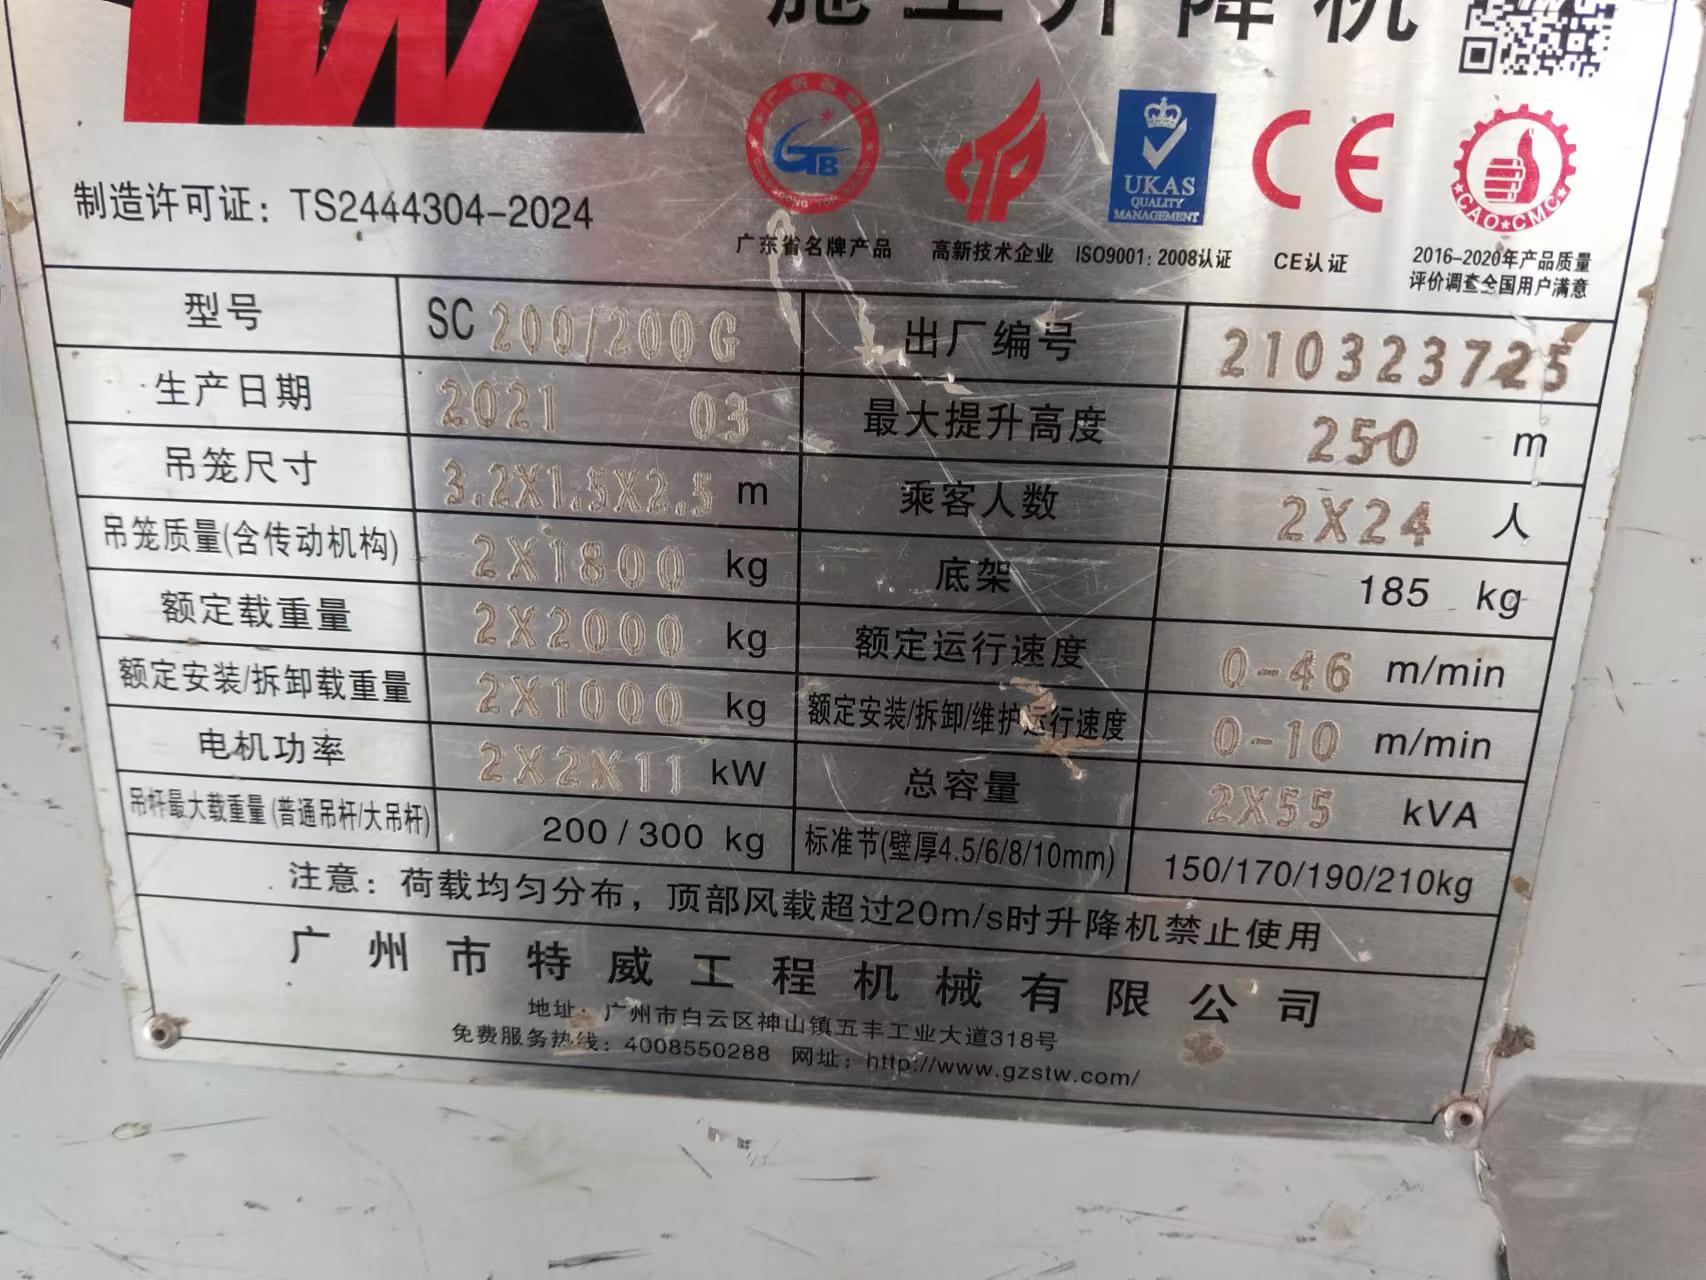 施工升降机
TW
制造许可证：TS2444304-2024
GTB
广东省名牌产品
高新技术企业
UKAS
QUALITY
MANAGEMENT
ISO9001：2008认证
CE
CE认证
CAQ★CMC
2016-2020年产品质量
评价调查全国用户满意
型号 SC 200/200G 出厂编号 210323725
生产日期 2021 03 最大提升高度 250 m
吊笼尺寸 3.2X1.5X2.5 m 乘客人数 2X24 人
吊笼质量(含传动机构) 2X1800 kg 底架 185 kg
额定载重量 2X2000 kg 额定运行速度 0-46 m/min
额定安装/拆卸载重量 2X1000 kg 额定安装/拆卸/维护运行速度 0-10 m/min
电机功率 2X2X11 kW 总容量 2X55 kVA
吊杆最大载重量(普通吊杆/大吊杆) 200/300 kg 标准节(壁厚4.5/6/8/10mm) 150/170/190/210kg
注意：荷载均匀分布，顶部风载超过20m/s时升降机禁止使用
广州市特威工程机械有限公司
地址：广州市白云区神山镇五丰工业大道318号
免费服务热线：4008550288 网址：http://www.gzstw.com/